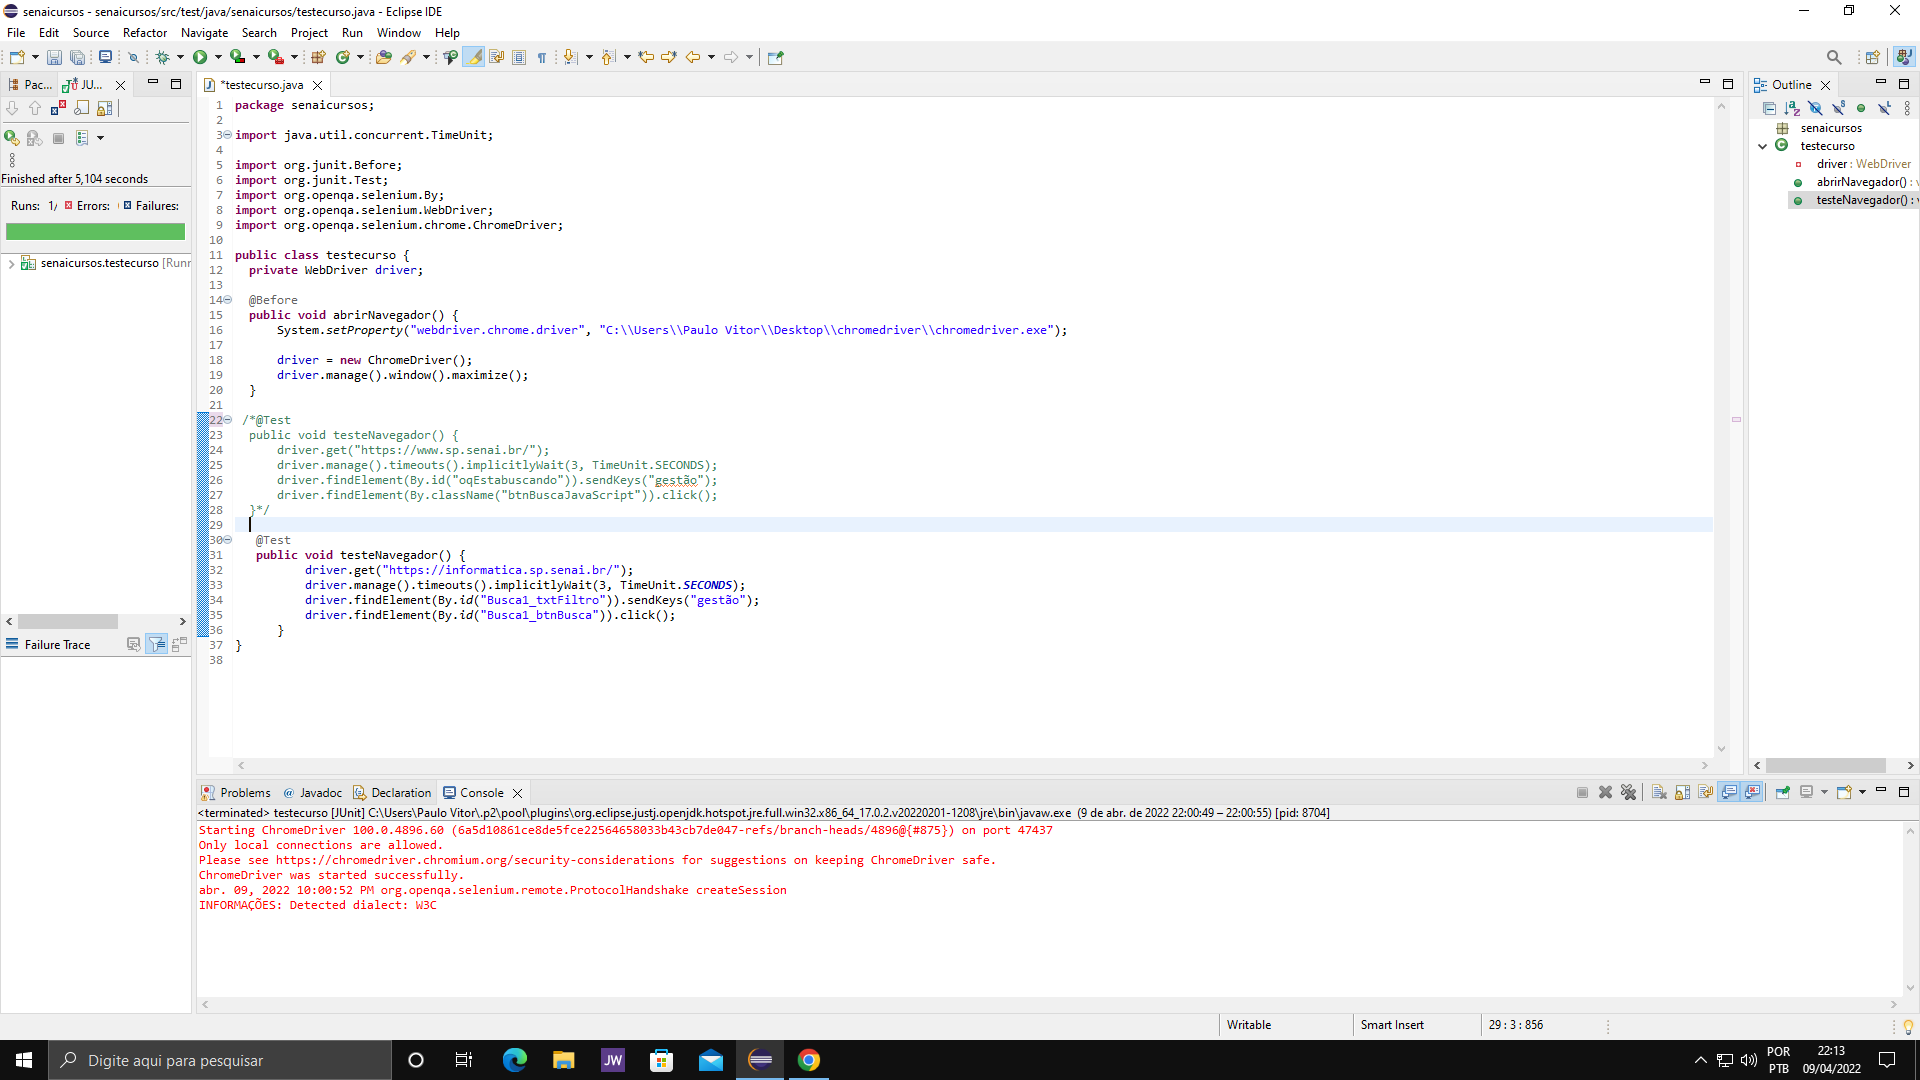 senaicursos - senaicursos/src/test/java/senaicursos/testecurso.java - Eclipse IDE
File Edit Source Refactor Navigate Search Project Run Window Help
Pac... JU...
Finished after 5,104 seconds
Runs: 1/ Errors: Failures:
senaicursos.testecurso [Runr
Failure Trace
*testecurso.java
1 package senaicursos;
2
3 import java.util.concurrent.TimeUnit;
4
5 import org.junit.Before;
6 import org.junit.Test;
7 import org.openqa.selenium.By;
8 import org.openqa.selenium.WebDriver;
9 import org.openqa.selenium.chrome.ChromeDriver;
10
11 public class testecurso {
12 private WebDriver driver;
13
14 @Before
15 public void abrirNavegador() {
16 System.setProperty("webdriver.chrome.driver", "C:\\Users\\Paulo Vitor\\Desktop\\chromedriver\\chromedriver.exe");
17
18 driver = new ChromeDriver();
19 driver.manage().window().maximize();
20 }
21
22 /*@Test
23 public void testeNavegador() {
24 driver.get("https://www.sp.senai.br/");
25 driver.manage().timeouts().implicitlyWait(3, TimeUnit.SECONDS);
26 driver.findElement(By.id("oqEstabuscando")).sendKeys("gestão");
27 driver.findElement(By.className("btnBuscaJavaScript")).click();
28 }*/
29
30 @Test
31 public void testeNavegador() {
32 driver.get("https://informatica.sp.senai.br/");
33 driver.manage().timeouts().implicitlyWait(3, TimeUnit.SECONDS);
34 driver.findElement(By.id("Busca1_txtFiltro")).sendKeys("gestão");
35 driver.findElement(By.id("Busca1_btnBusca")).click();
36 }
37 }
38
Outline
senaicursos
testecurso
driver : WebDriver
abrirNavegador() : v
testeNavegador() : v
Problems @ Javadoc Declaration Console
<terminated> testecurso [JUnit] C:\Users\Paulo Vitor\.p2\pool\plugins\org.eclipse.justj.openjdk.hotspot.jre.full.win32.x86_64_17.0.2.v20220201-1208\jre\bin\javaw.exe (9 de abr. de 2022 22:00:49 – 22:00:55) [pid: 8704]
Starting ChromeDriver 100.0.4896.60 (6a5d10861ce8de5fce22564658033b43cb7de047-refs/branch-heads/4896@{#875}) on port 47437
Only local connections are allowed.
Please see https://chromedriver.chromium.org/security-considerations for suggestions on keeping ChromeDriver safe.
ChromeDriver was started successfully.
abr. 09, 2022 10:00:52 PM org.openqa.selenium.remote.ProtocolHandshake createSession
INFORMAÇÕES: Detected dialect: W3C
Writable Smart Insert 29 : 3 : 856
Digite aqui para pesquisar
JW
POR
PTB
22:13
09/04/2022